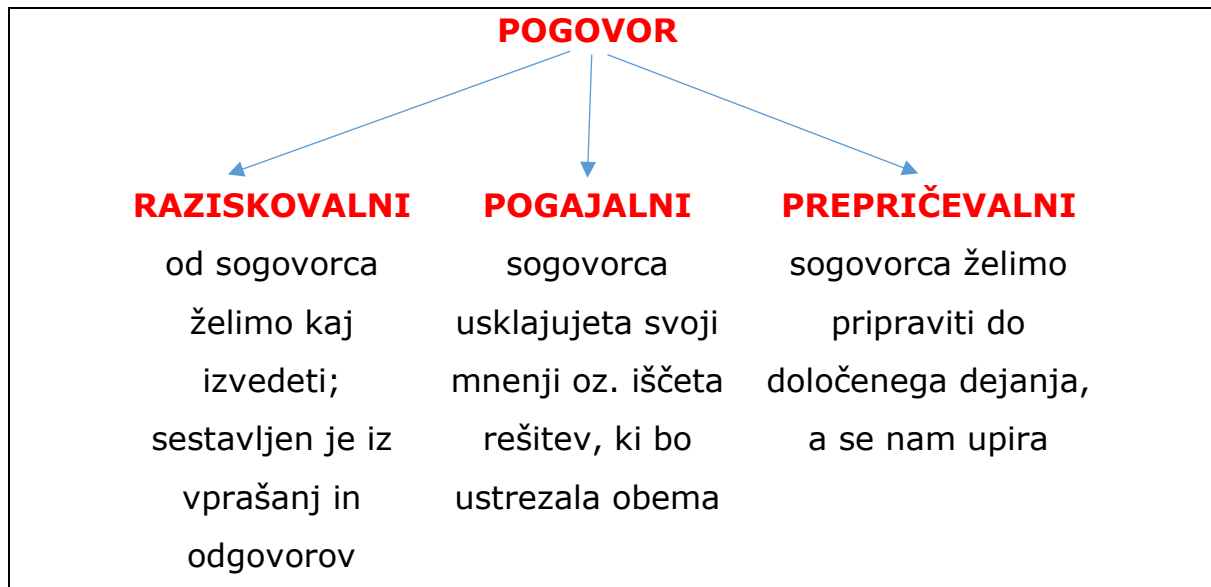 POGOVOR
RAZISKOVALNI
od sogovorca
želimo kaj
izvedeti;
sestavljen je iz
vprašanj in
odgovorov
POGAJALNI
sogovorca
usklajujeta svoji
mnenji oz. iščeta
rešitev, ki bo
ustrezala obema
PREPRIČEVALNI
sogovorca želimo
pripraviti do
določenega dejanja,
a se nam upira